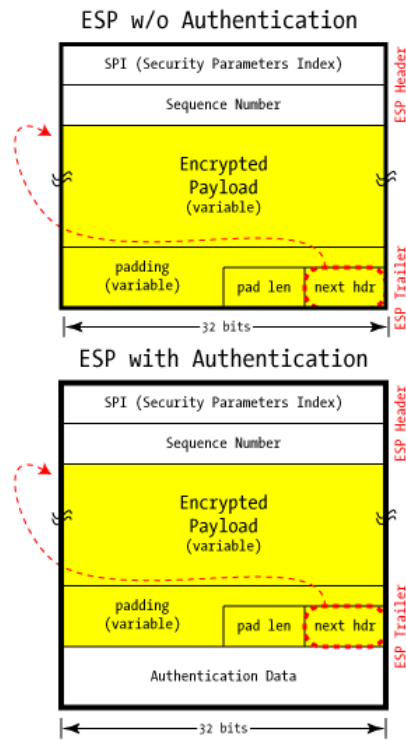 ESP w/o Authentication
SPI (Security Parameters Index)
ESP Header
Sequence Number
Encrypted
Payload
(variable)
padding
(variable)
pad len
next hdr
ESP Trailer
32 bits
ESP with Authentication
SPI (Security Parameters Index)
ESP Header
Sequence Number
Encrypted
Payload
(variable)
padding
(variable)
pad len
next hdr
ESP Trailer
Authentication Data
32 bits